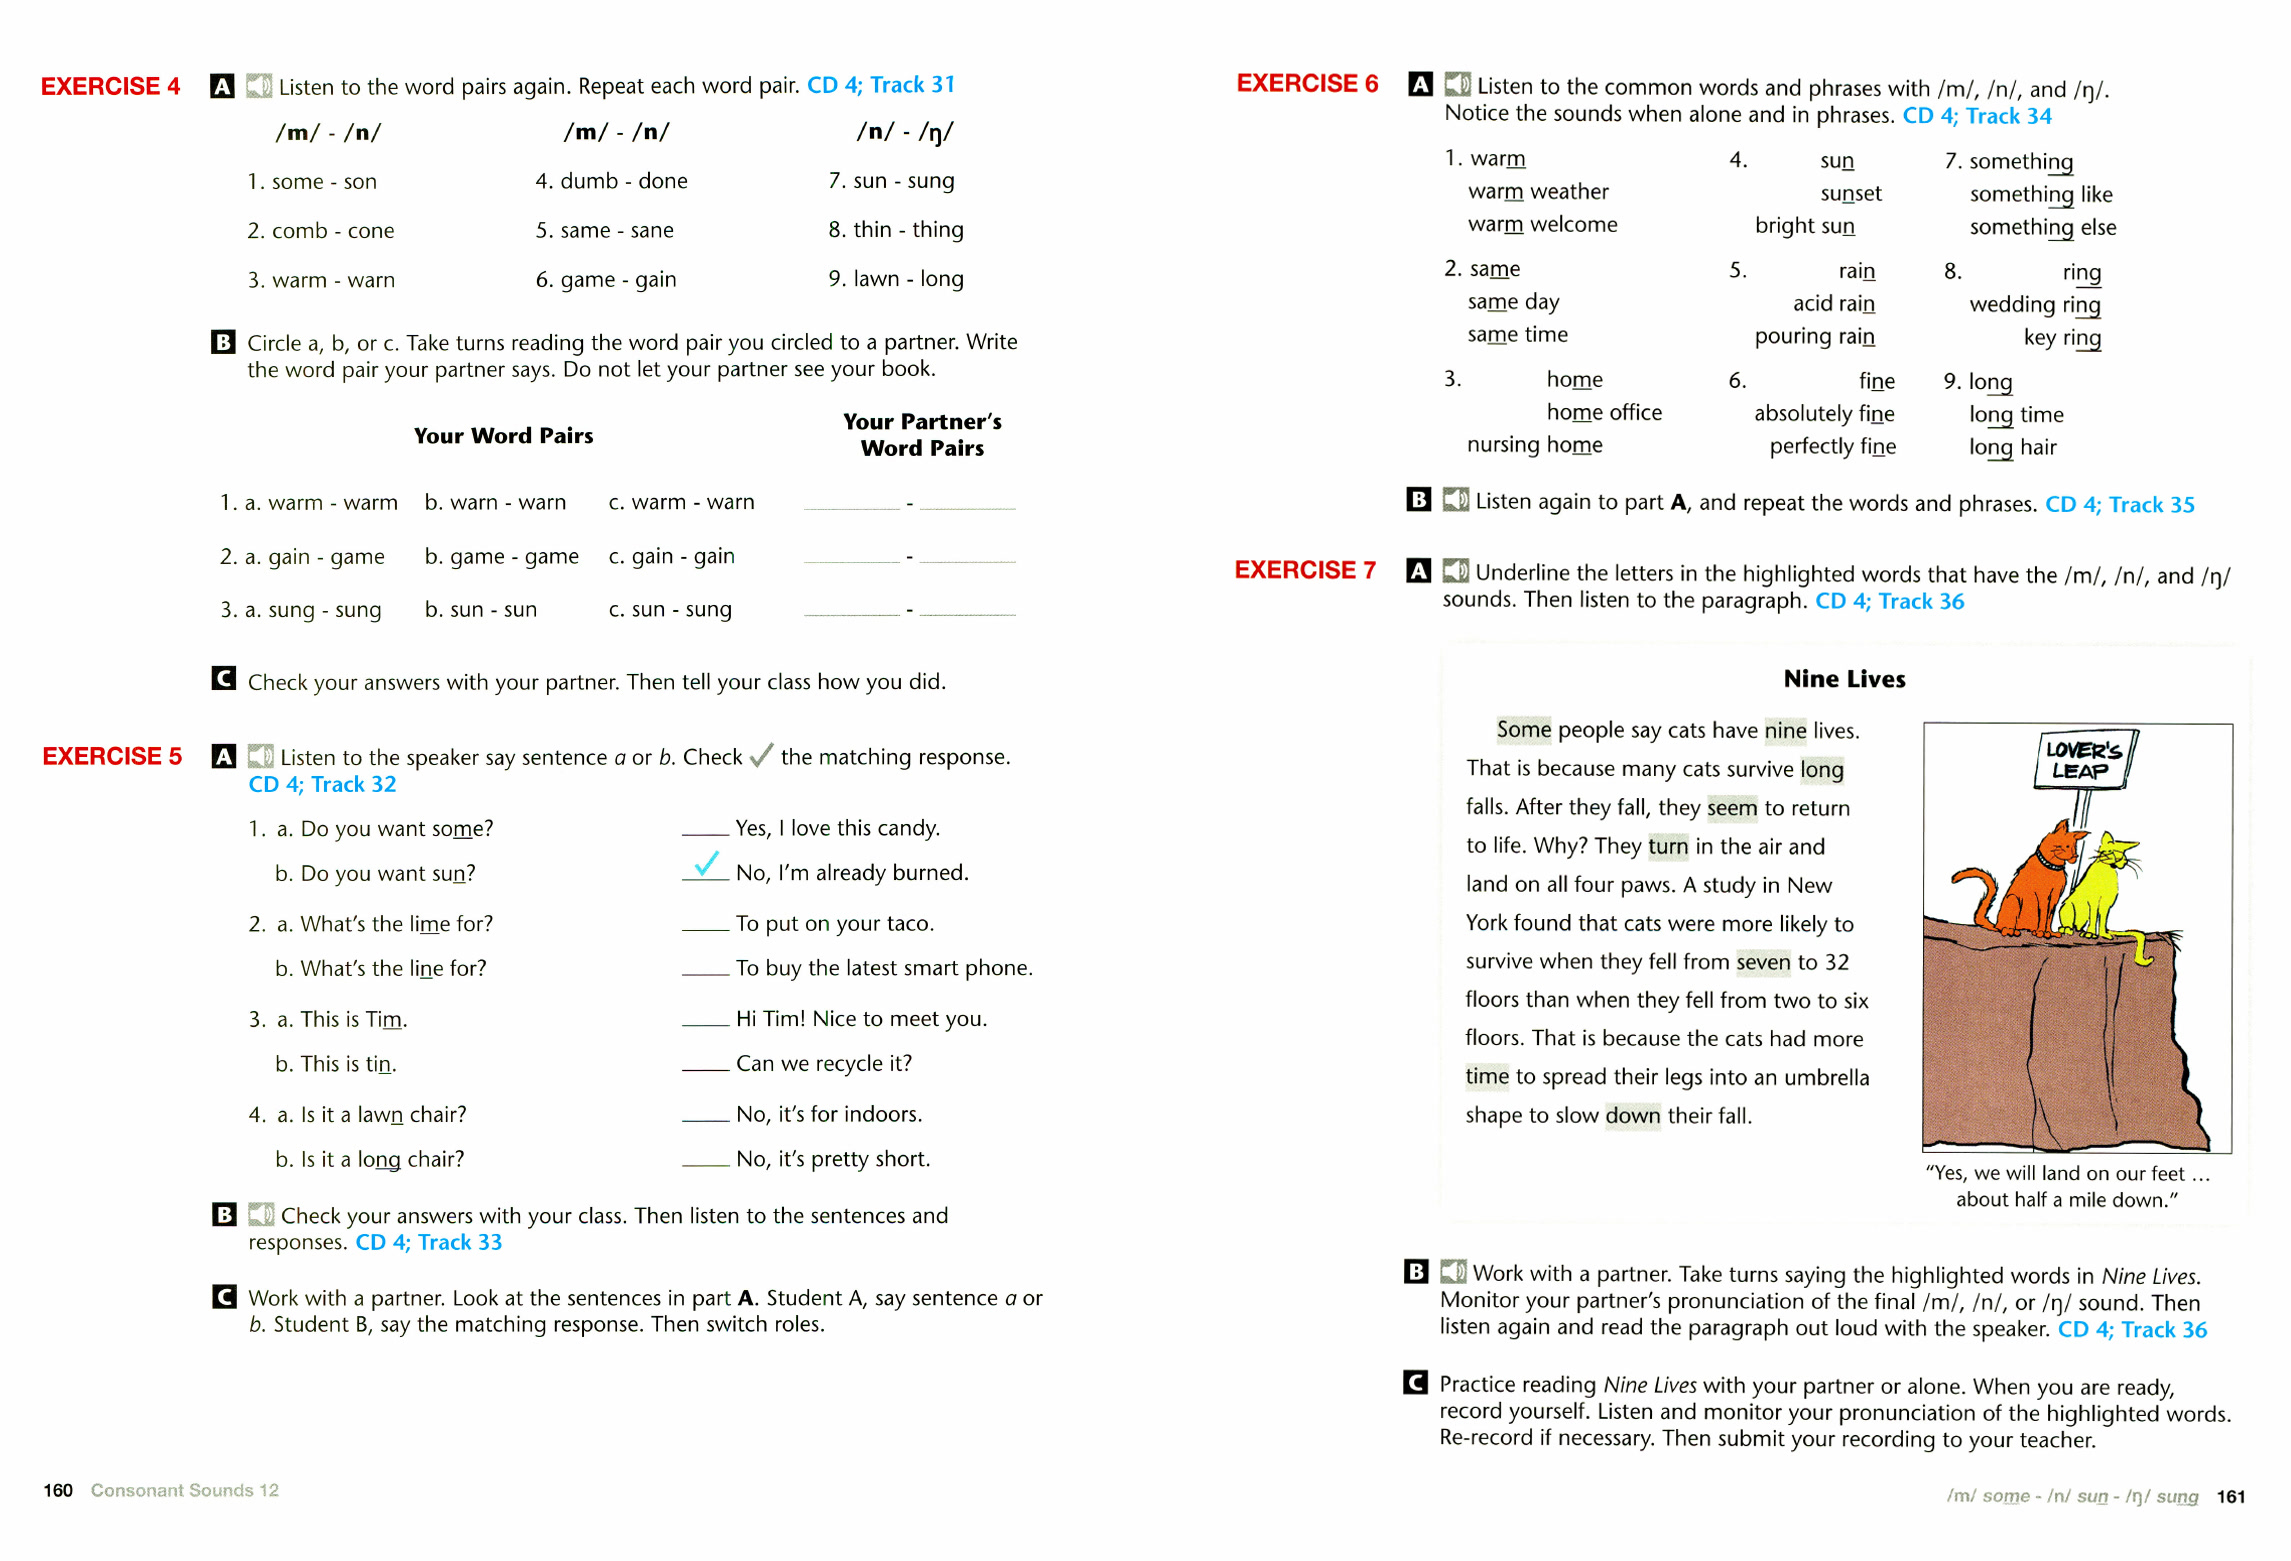 EXERCISE 4 A Listen to the word pairs again. Repeat each word pair. CD 4; Track 31
/m/ - /n/ /m/ - /n/ /n/ - /ŋ/
1. some - son 4. dumb - done 7. sun - sung
2. comb - cone 5. same - sane 8. thin - thing
3. warm - warn 6. game - gain 9. lawn - long
B Circle a, b, or c. Take turns reading the word pair you circled to a partner. Write
the word pair your partner says. Do not let your partner see your book.
Your Word Pairs
Your Partner's
Word Pairs
1. a. warm - warm b. warn - warn c. warm - warn -
2. a. gain - game b. game - game c. gain - gain -
3. a. sung - sung b. sun - sun c. sun - sung -
C Check your answers with your partner. Then tell your class how you did.
EXERCISE 5 A Listen to the speaker say sentence a or b. Check ✓ the matching response.
CD 4; Track 32
1. a. Do you want some? ____ Yes, I love this candy.
b. Do you want sun? ✓ No, I'm already burned.
2. a. What's the lime for? ____ To put on your taco.
b. What's the line for? ____ To buy the latest smart phone.
3. a. This is Tim. ____ Hi Tim! Nice to meet you.
b. This is tin. ____ Can we recycle it?
4. a. Is it a lawn chair? ____ No, it's for indoors.
b. Is it a long chair? ____ No, it's pretty short.
B Check your answers with your class. Then listen to the sentences and
responses. CD 4; Track 33
C Work with a partner. Look at the sentences in part A. Student A, say sentence a or
b. Student B, say the matching response. Then switch roles.
160 Consonant Sounds 12
EXERCISE 6 A Listen to the common words and phrases with /m/, /n/, and /ŋ/.
Notice the sounds when alone and in phrases. CD 4; Track 34
1. warm 4. sun 7. something
warm weather sunset something like
warm welcome bright sun something else
2. same 5. rain 8. ring
same day acid rain wedding ring
same time pouring rain key ring
3. home 6. fine 9. long
home office absolutely fine long time
nursing home perfectly fine long hair
B Listen again to part A, and repeat the words and phrases. CD 4; Track 35
EXERCISE 7 A Underline the letters in the highlighted words that have the /m/, /n/, and /ŋ/
sounds. Then listen to the paragraph. CD 4; Track 36
Nine Lives
Some people say cats have nine lives.
That is because many cats survive long
falls. After they fall, they seem to return
to life. Why? They turn in the air and
land on all four paws. A study in New
York found that cats were more likely to
survive when they fell from seven to 32
floors than when they fell from two to six
floors. That is because the cats had more
time to spread their legs into an umbrella
shape to slow down their fall.
LOVER'S
LEAP
"Yes, we will land on our feet ...
about half a mile down."
B Work with a partner. Take turns saying the highlighted words in Nine Lives.
Monitor your partner's pronunciation of the final /m/, /n/, or /ŋ/ sound. Then
listen again and read the paragraph out loud with the speaker. CD 4; Track 36
C Practice reading Nine Lives with your partner or alone. When you are ready,
record yourself. Listen and monitor your pronunciation of the highlighted words.
Re-record if necessary. Then submit your recording to your teacher.
/m/ some - /n/ sun - /ŋ/ sung 161